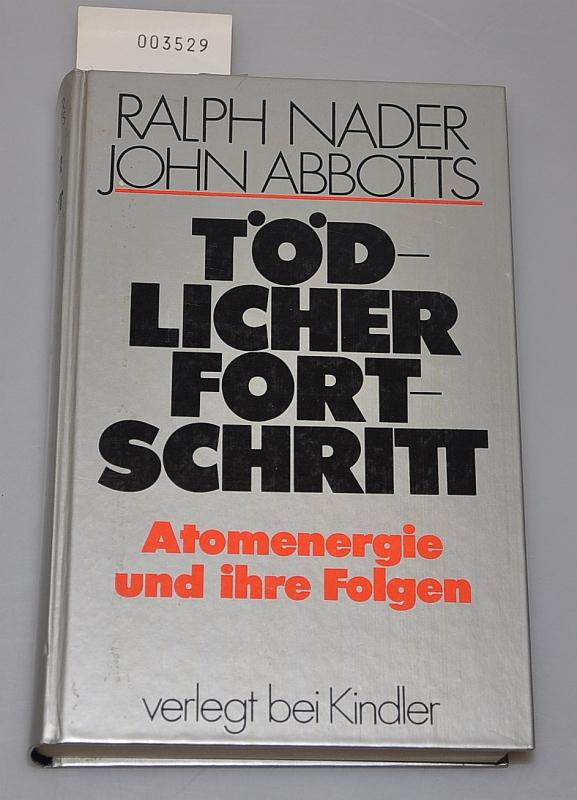 003529
RALPH NADER
JOHN ABBOTTS
TÖD-
LICHER
FORT-
SCHRITT
Atomenergie
und ihre Folgen
verlegt bei Kindler